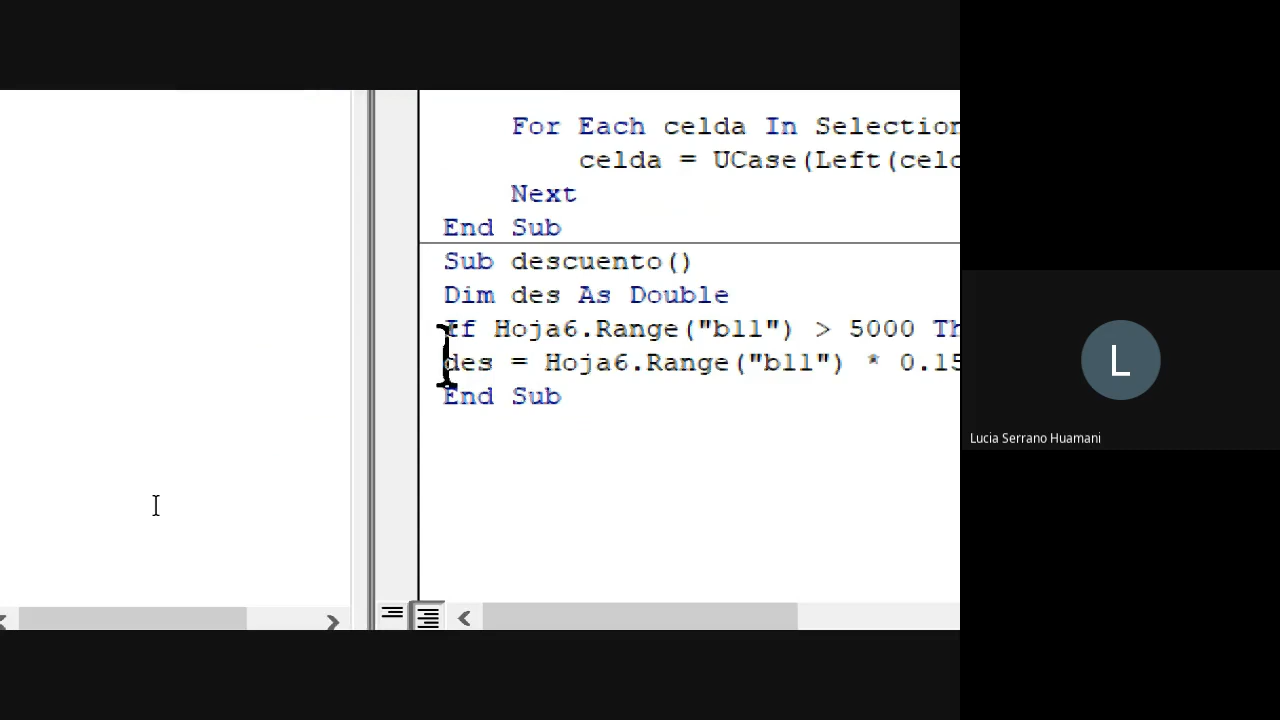 For Each celda In Selection
celda = UCase(Left(celd
Next
End Sub
Sub descuento()
Dim des As Double
If Hoja6.Range("b11") > 5000 Th
des = Hoja6.Range("b11") * 0.15
End Sub
L
Lucia Serrano Huamani